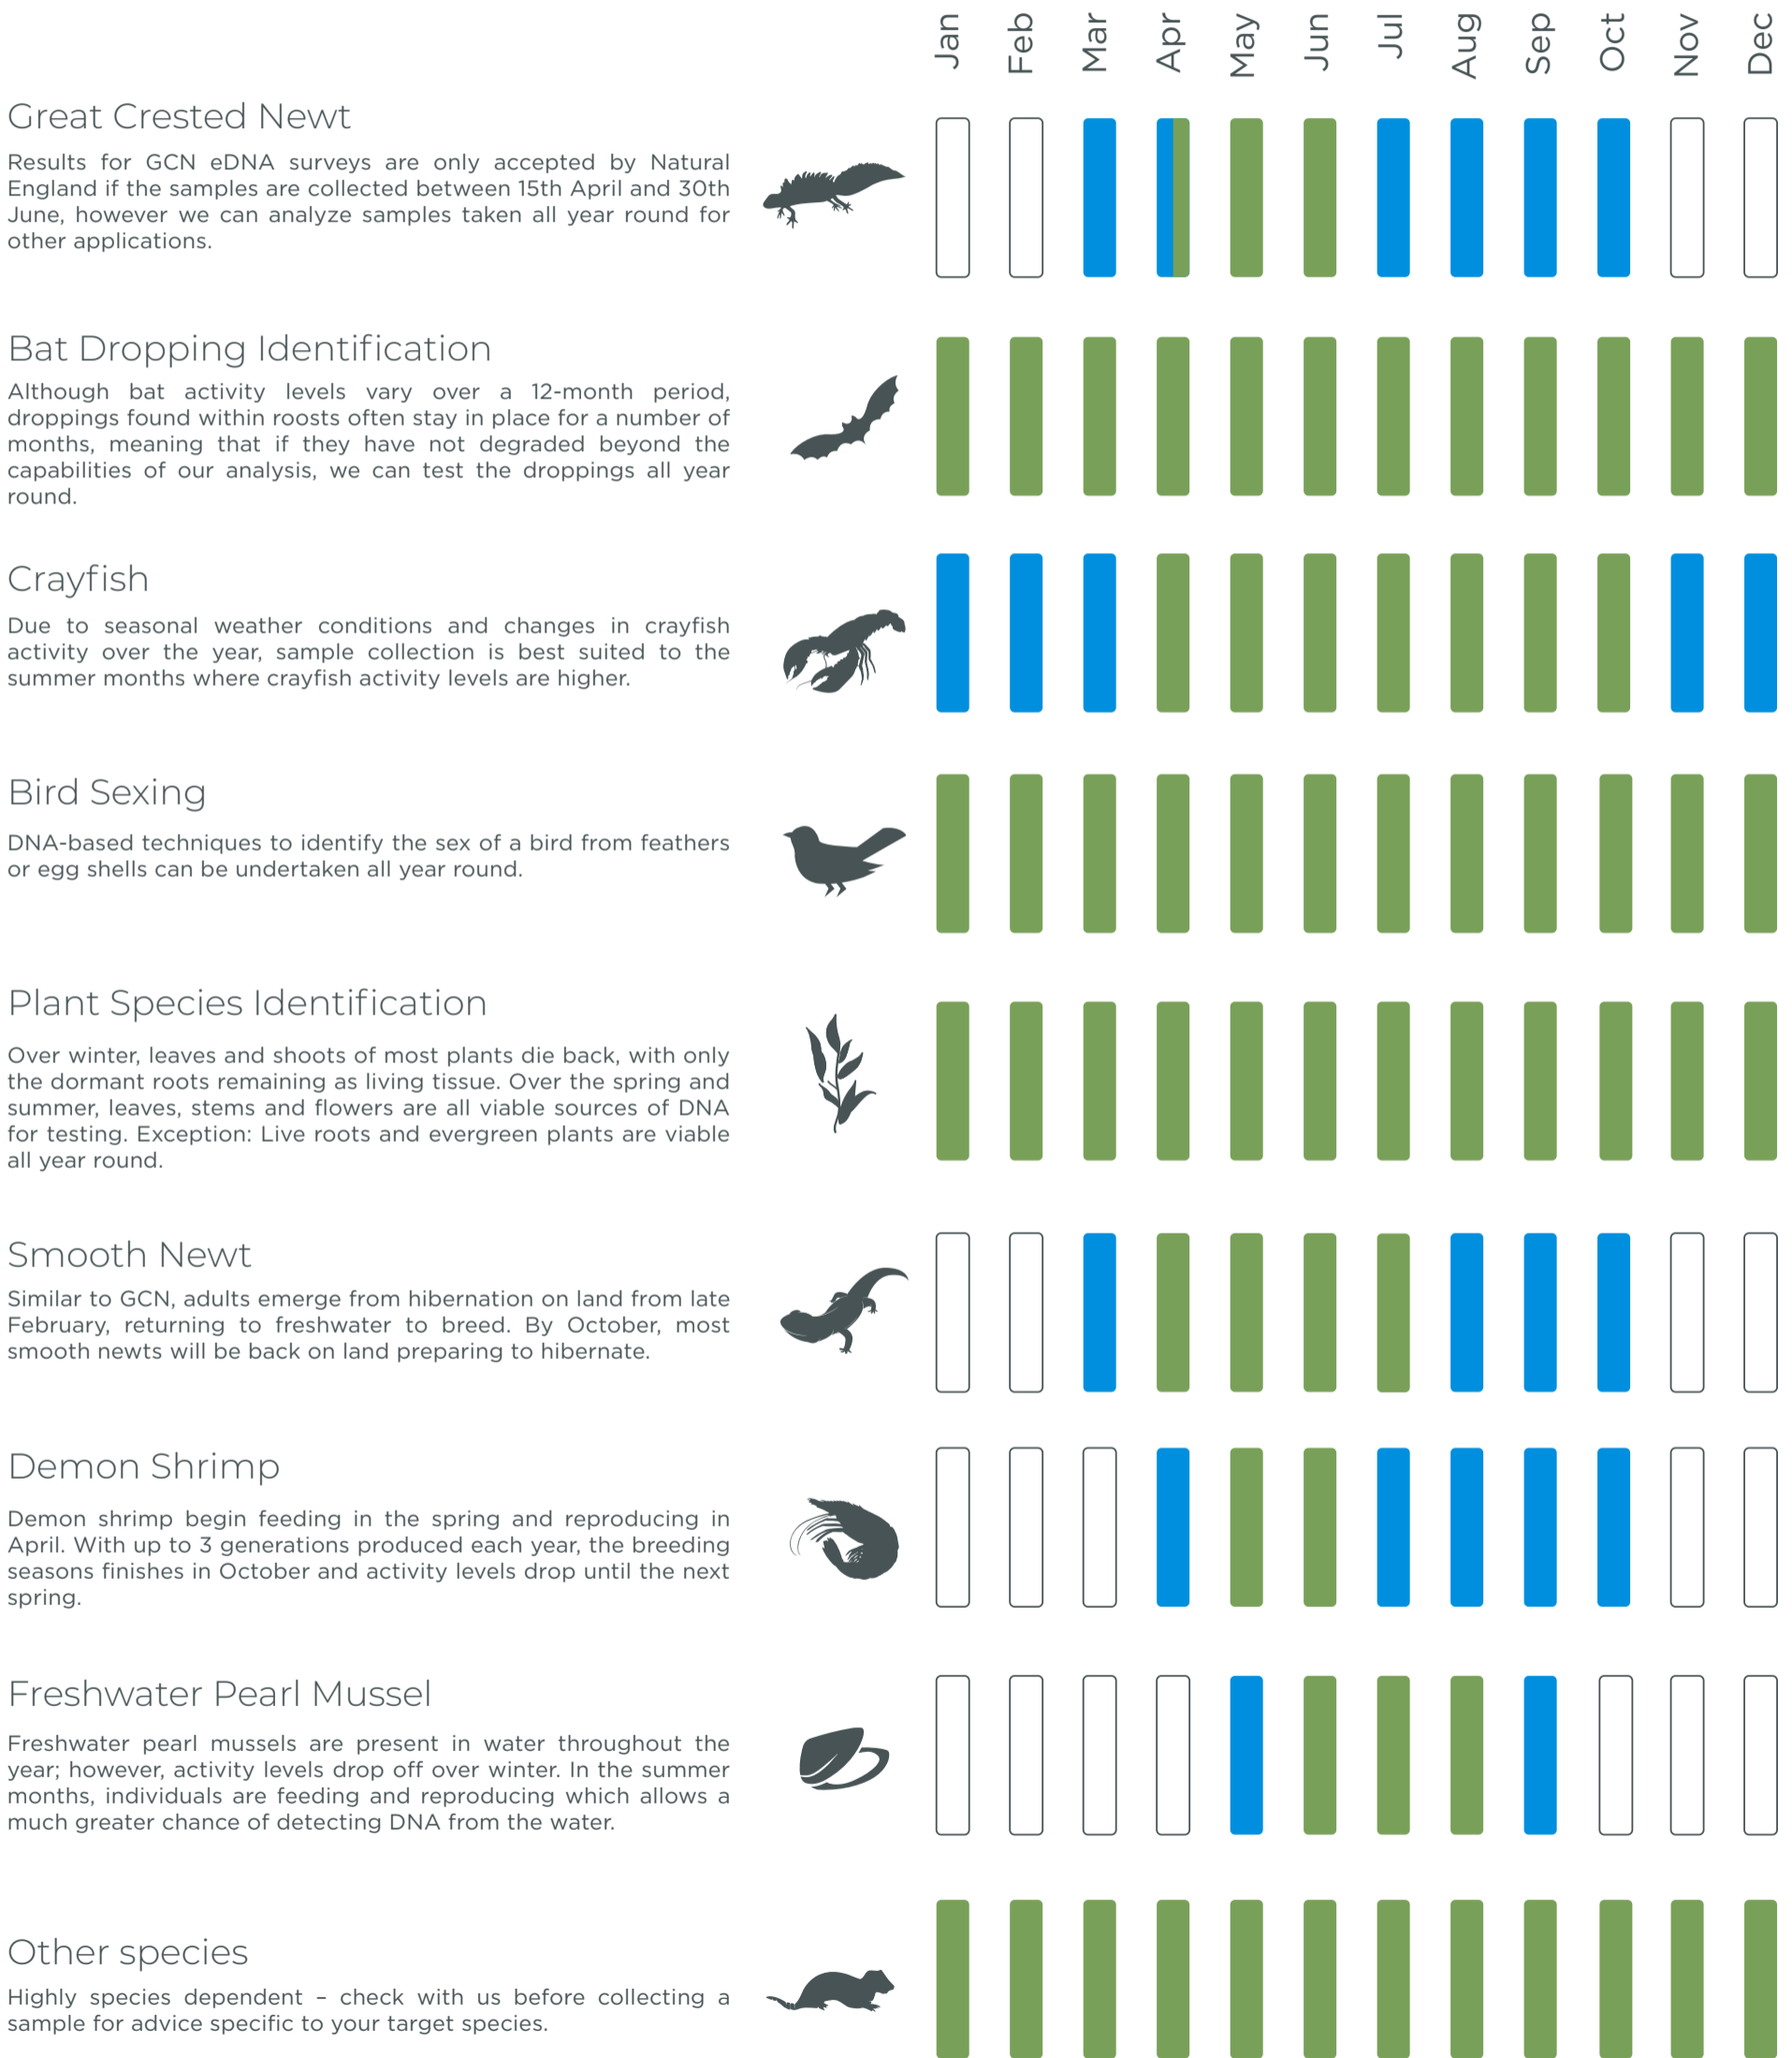 Jan Feb Mar Apr May Jun Jul Aug Sep Oct Nov Dec
Great Crested Newt
Results for GCN eDNA surveys are only accepted by Natural
England if the samples are collected between 15th April and 30th
June, however we can analyze samples taken all year round for
other applications.
Bat Dropping Identification
Although bat activity levels vary over a 12-month period,
droppings found within roosts often stay in place for a number of
months, meaning that if they have not degraded beyond the
capabilities of our analysis, we can test the droppings all year
round.
Crayfish
Due to seasonal weather conditions and changes in crayfish
activity over the year, sample collection is best suited to the
summer months where crayfish activity levels are higher.
Bird Sexing
DNA-based techniques to identify the sex of a bird from feathers
or egg shells can be undertaken all year round.
Plant Species Identification
Over winter, leaves and shoots of most plants die back, with only
the dormant roots remaining as living tissue. Over the spring and
summer, leaves, stems and flowers are all viable sources of DNA
for testing. Exception: Live roots and evergreen plants are viable
all year round.
Smooth Newt
Similar to GCN, adults emerge from hibernation on land from late
February, returning to freshwater to breed. By October, most
smooth newts will be back on land preparing to hibernate.
Demon Shrimp
Demon shrimp begin feeding in the spring and reproducing in
April. With up to 3 generations produced each year, the breeding
seasons finishes in October and activity levels drop until the next
spring.
Freshwater Pearl Mussel
Freshwater pearl mussels are present in water throughout the
year; however, activity levels drop off over winter. In the summer
months, individuals are feeding and reproducing which allows a
much greater chance of detecting DNA from the water.
Other species
Highly species dependent – check with us before collecting a
sample for advice specific to your target species.